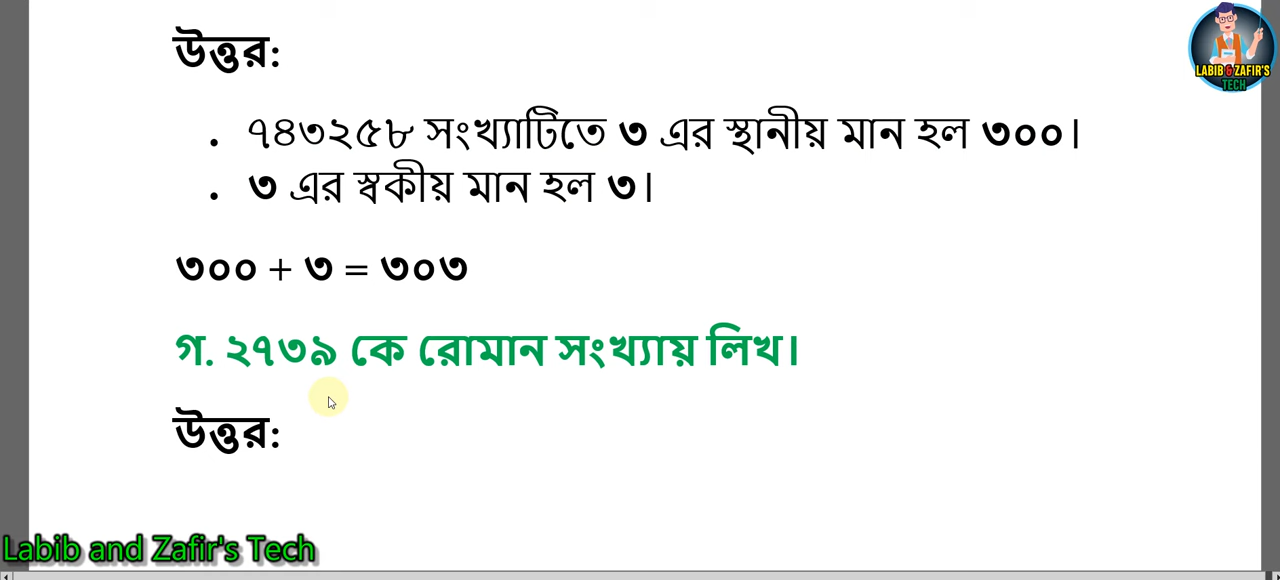 উত্তর:
LABIB & ZAFIR'S
TECH
. ৭৪৩২৫৮ সংখ্যাটিতে ৩ এর স্থানীয় মান হল ৩০০।
. ৩ এর স্বকীয় মান হল ৩।
৩০০ + ৩ = ৩০৩
গ. ২৭৩৯ কে রোমান সংখ্যায় লিখ।
উত্তর:
Labib and Zafir's Tech